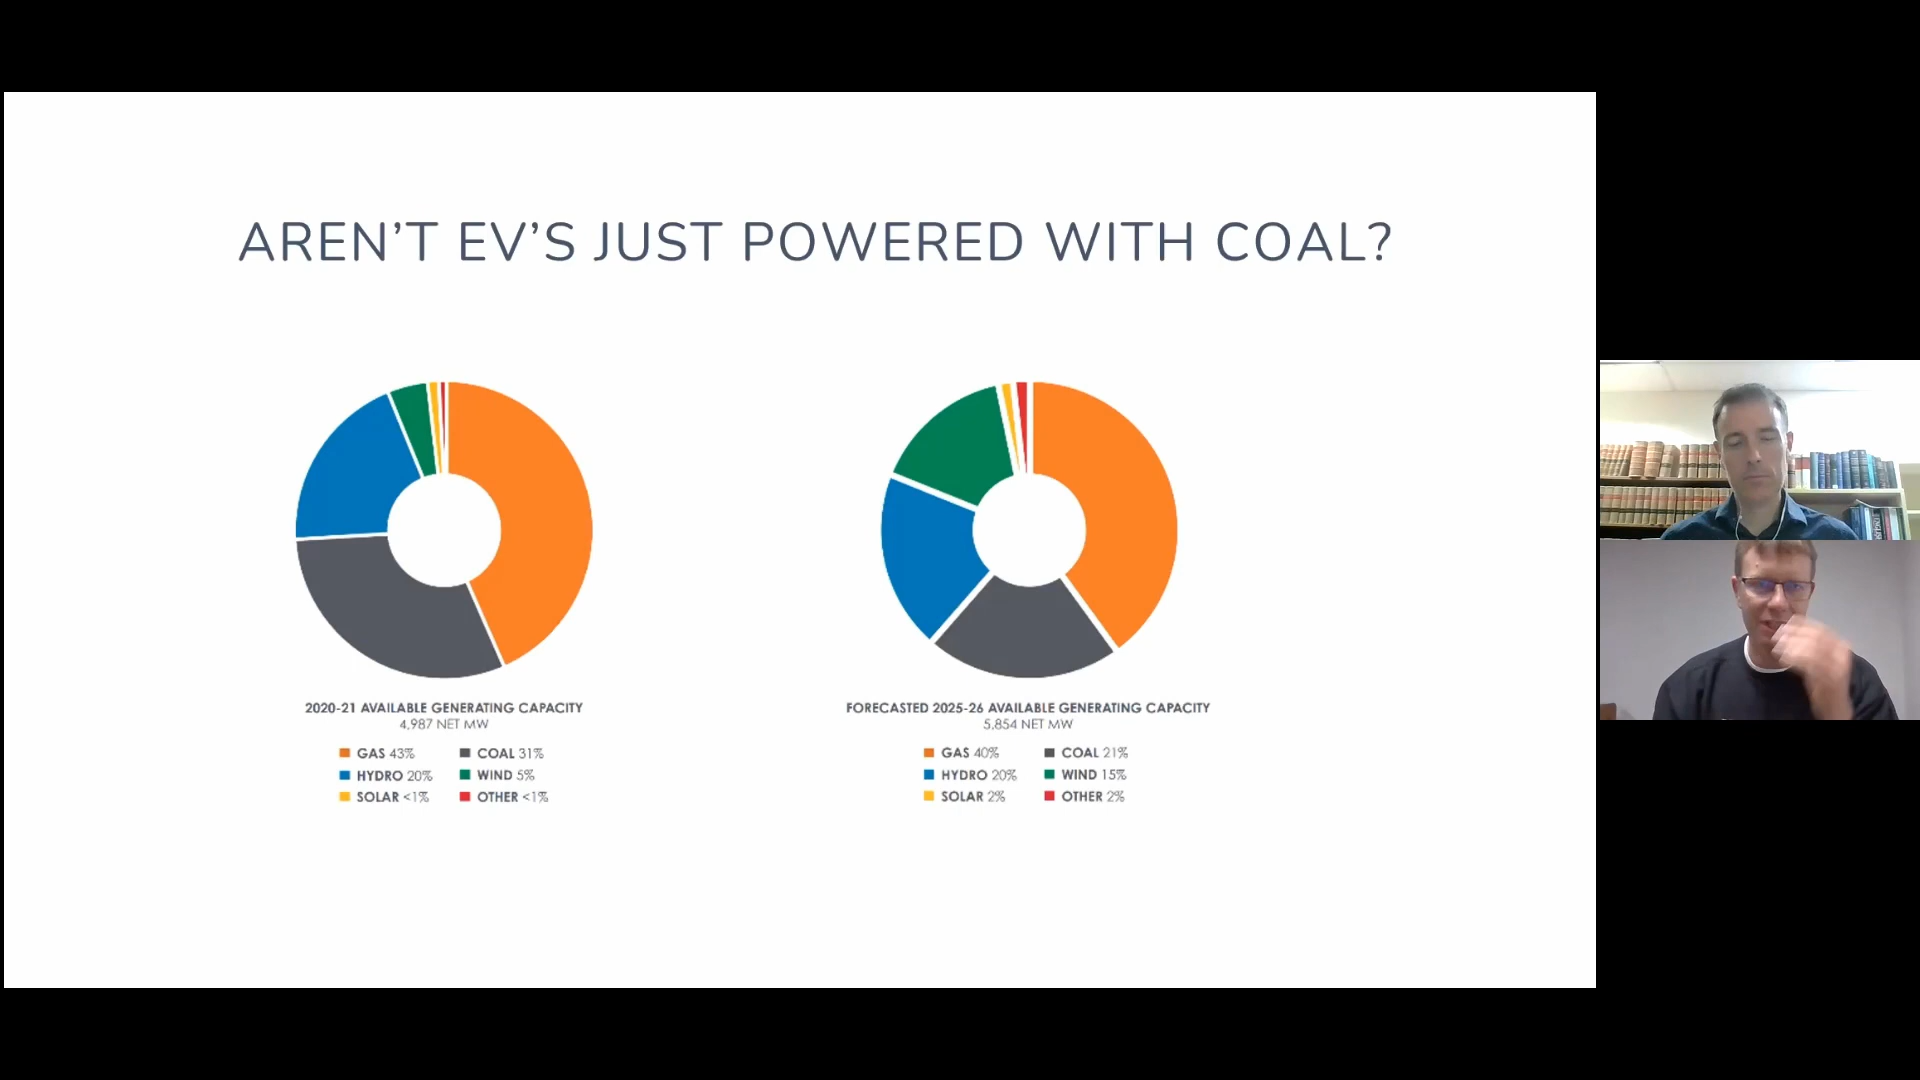 AREN’T EV’S JUST POWERED WITH COAL?
2020-21 AVAILABLE GENERATING CAPACITY
4,987 NET MW
GAS 43% COAL 31%
HYDRO 20% WIND 5%
SOLAR <1% OTHER <1%
FORECASTED 2025-26 AVAILABLE GENERATING CAPACITY
5,854 NET MW
GAS 40% COAL 21%
HYDRO 20% WIND 15%
SOLAR 2% OTHER 2%